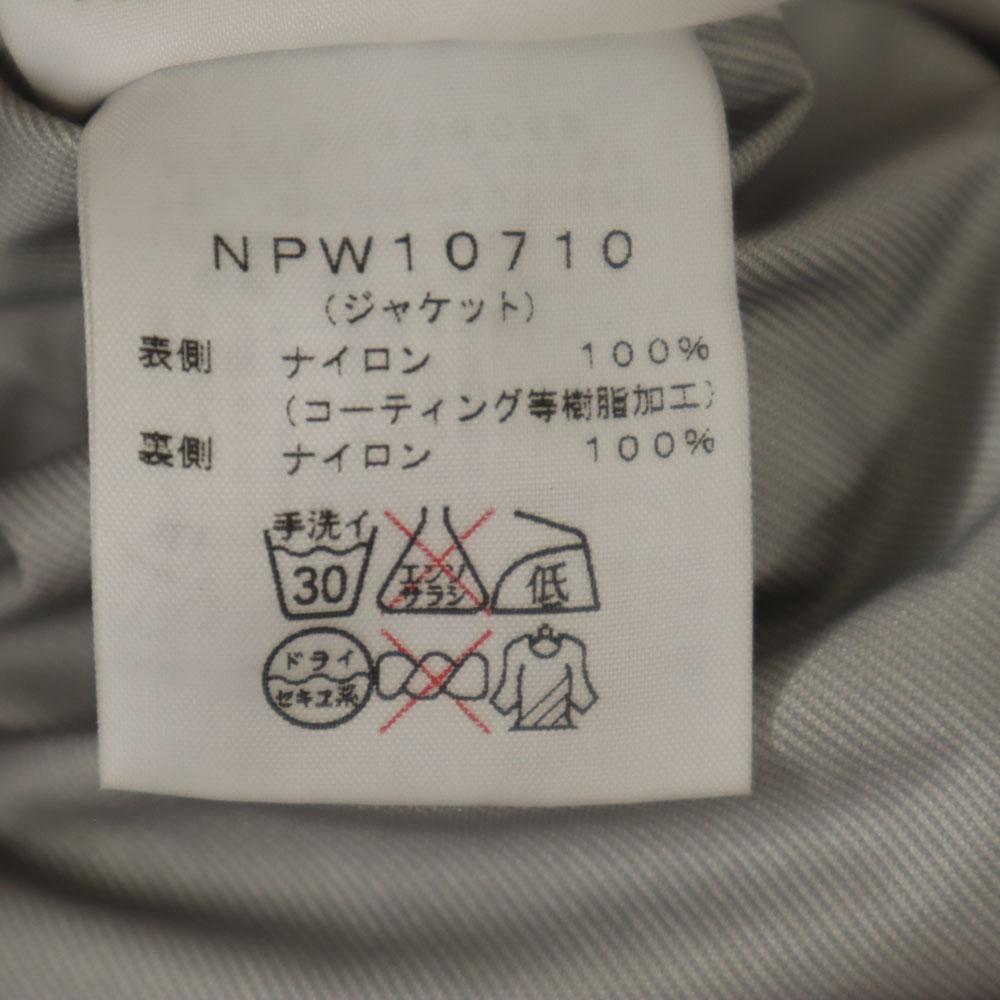 NPW10710
(ジャケット)
表側 ナイロン 100%
(コーティング等樹脂加工)
裏側 ナイロン 100%
手洗イ
30
エンソ
サラシ
低
ドライ
セキユ系